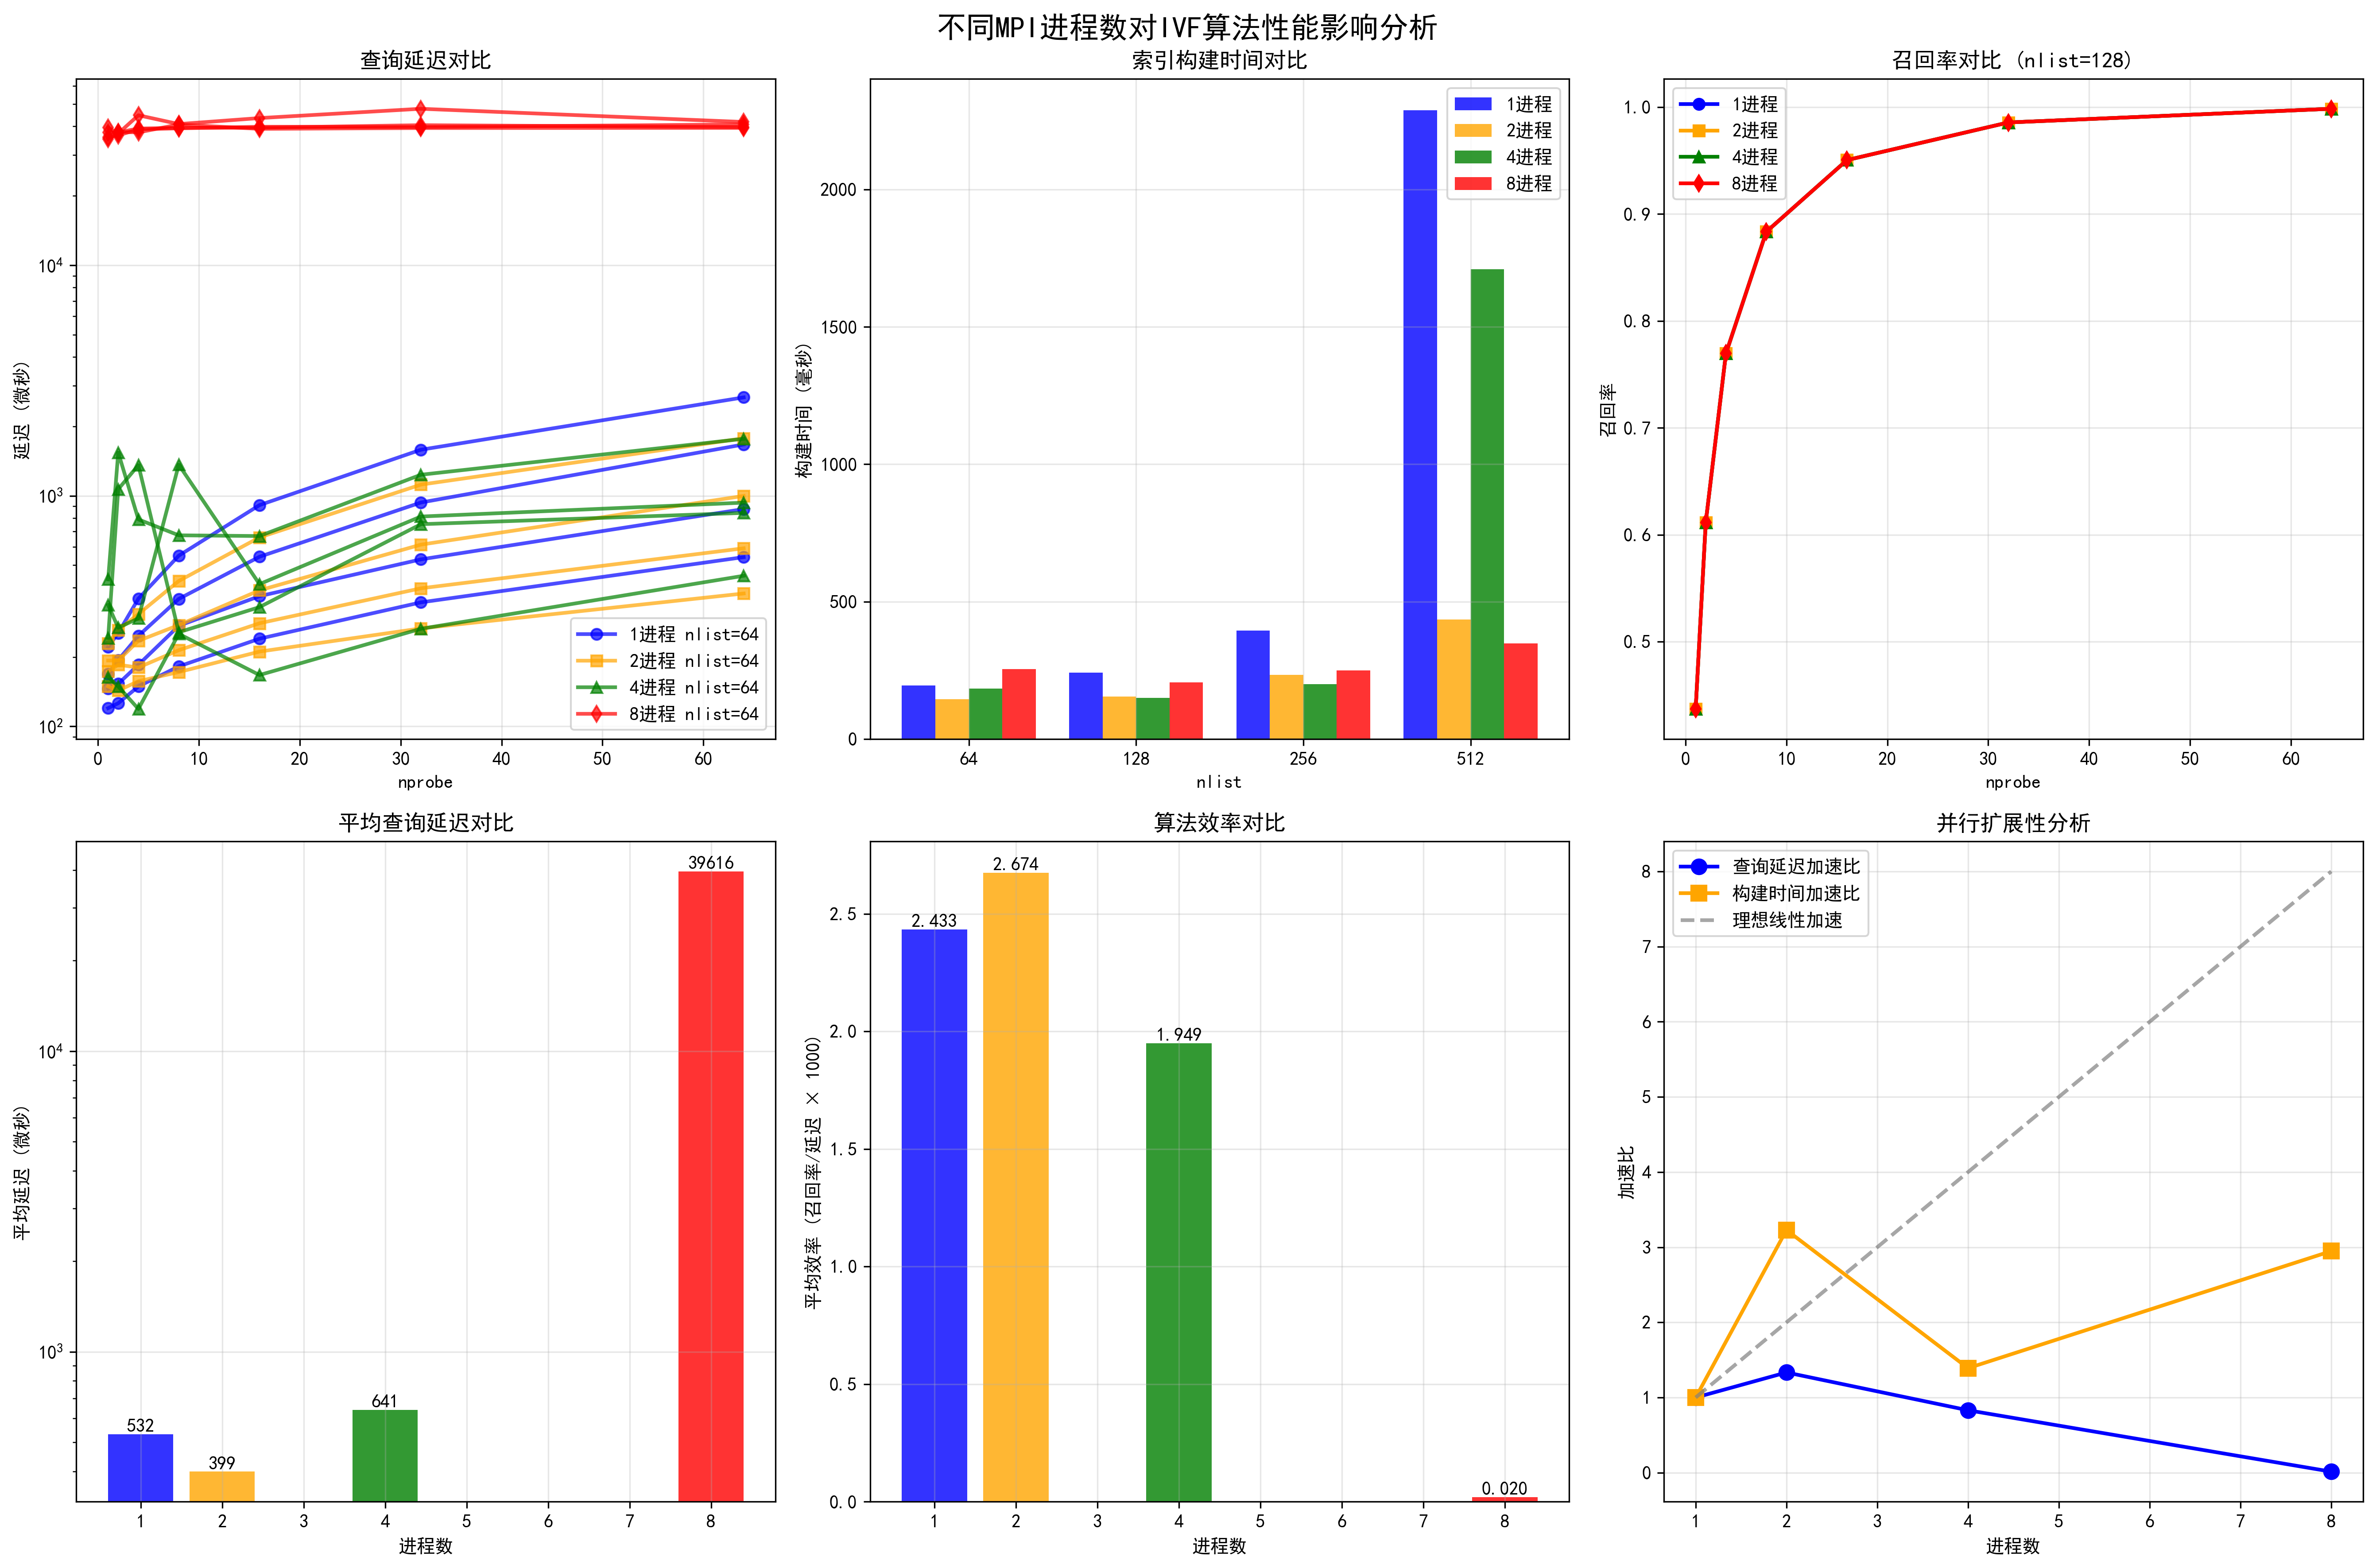 不同MPI进程数对IVF算法性能影响分析
查询延迟对比
延迟 (微秒)
10^4
10^3
10^2
1进程 nlist=64
2进程 nlist=64
4进程 nlist=64
8进程 nlist=64
0 10 20 30 40 50 60
nprobe
索引构建时间对比
构建时间 (毫秒)
2000
1500
1000
500
0
1进程
2进程
4进程
8进程
64 128 256 512
nlist
召回率对比 (nlist=128)
召回率
1.0
0.9
0.8
0.7
0.6
0.5
1进程
2进程
4进程
8进程
0 10 20 30 40 50 60
nprobe
平均查询延迟对比
平均延迟 (微秒)
10^4
10^3
532
399
641
39616
1 2 3 4 5 6 7 8
进程数
算法效率对比
平均效率 (召回率/延迟 × 1000)
2.5
2.0
1.5
1.0
0.5
0.0
2.433
2.674
1.949
0.020
1 2 3 4 5 6 7 8
进程数
并行扩展性分析
加速比
8
7
6
5
4
3
2
1
0
查询延迟加速比
构建时间加速比
理想线性加速
1 2 3 4 5 6 7 8
进程数